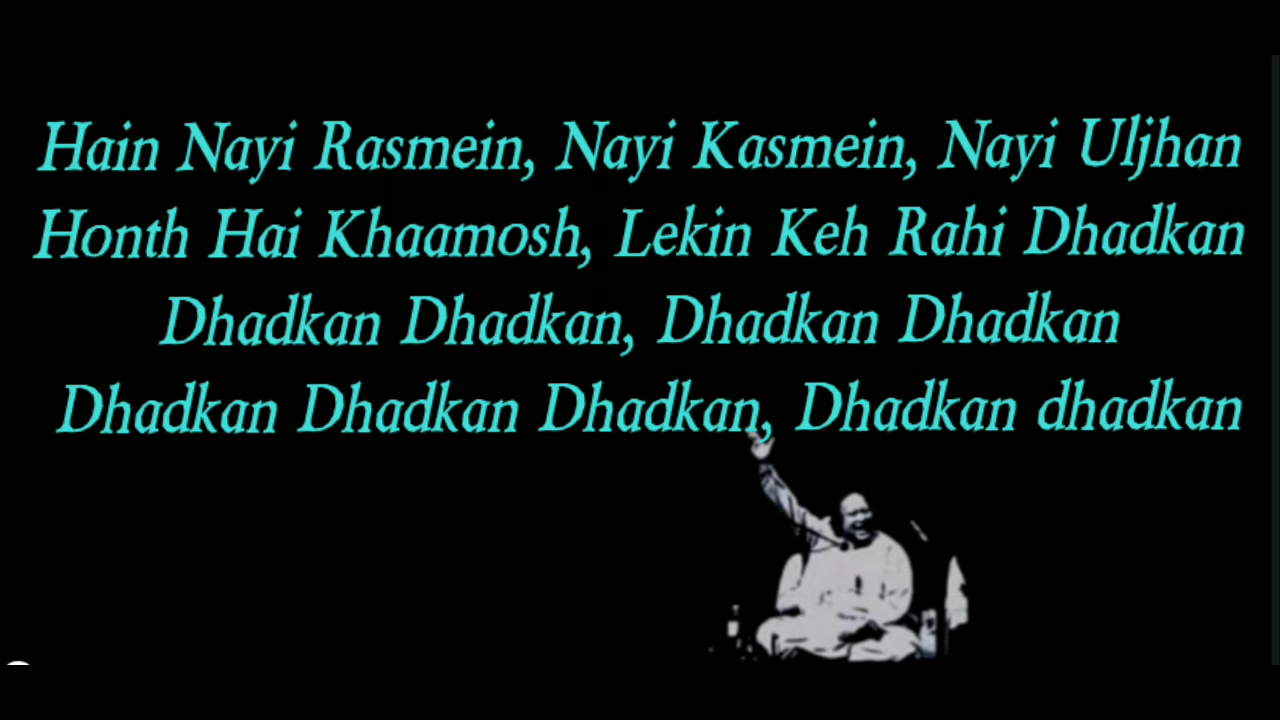 Hain Nayi Rasmein, Nayi Kasmein, Nayi Uljhan
Honth Hai Khaamosh, Lekin Keh Rahi Dhadkan
Dhadkan Dhadkan, Dhadkan Dhadkan
Dhadkan Dhadkan Dhadkan, Dhadkan dhadkan